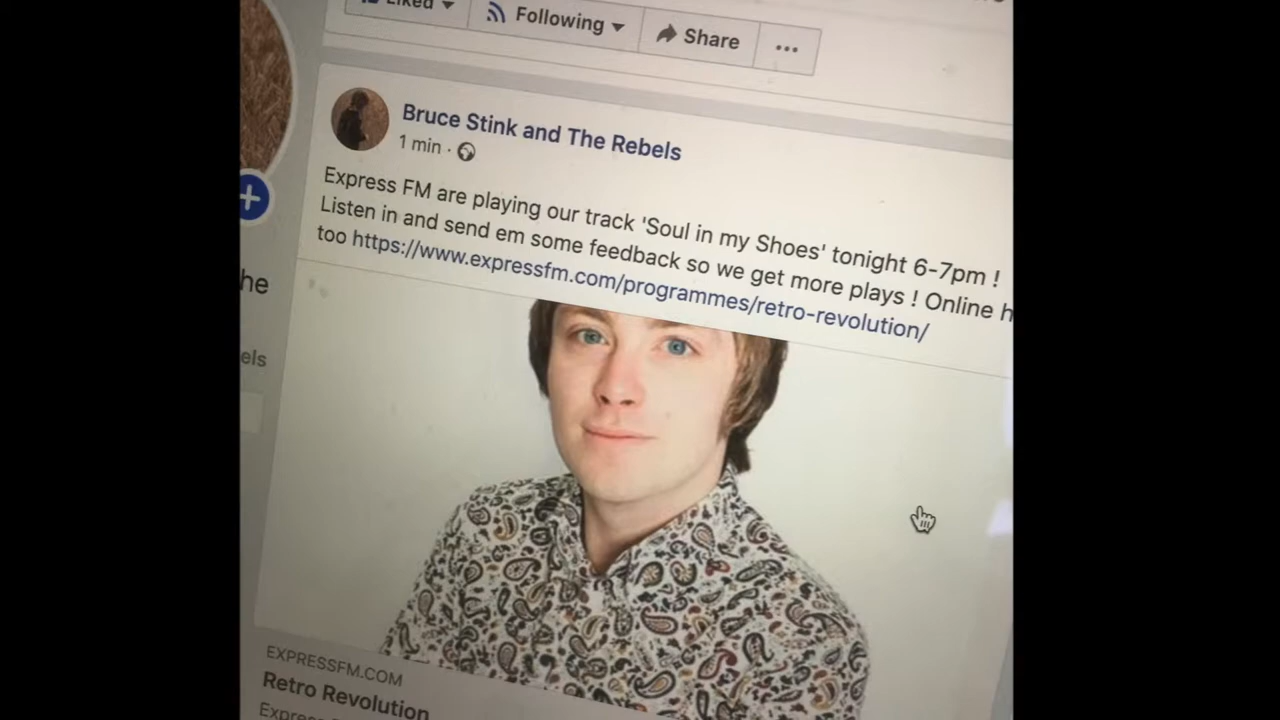 Liked
Following
Share
Bruce Stink and The Rebels
1 min ·
Express FM are playing our track 'Soul in my Shoes' tonight 6-7pm !
Listen in and send em some feedback so we get more plays ! Online h
too https://www.expressfm.com/programmes/retro-revolution/
he
els
EXPRESSFM.COM
Retro Revolution
Express